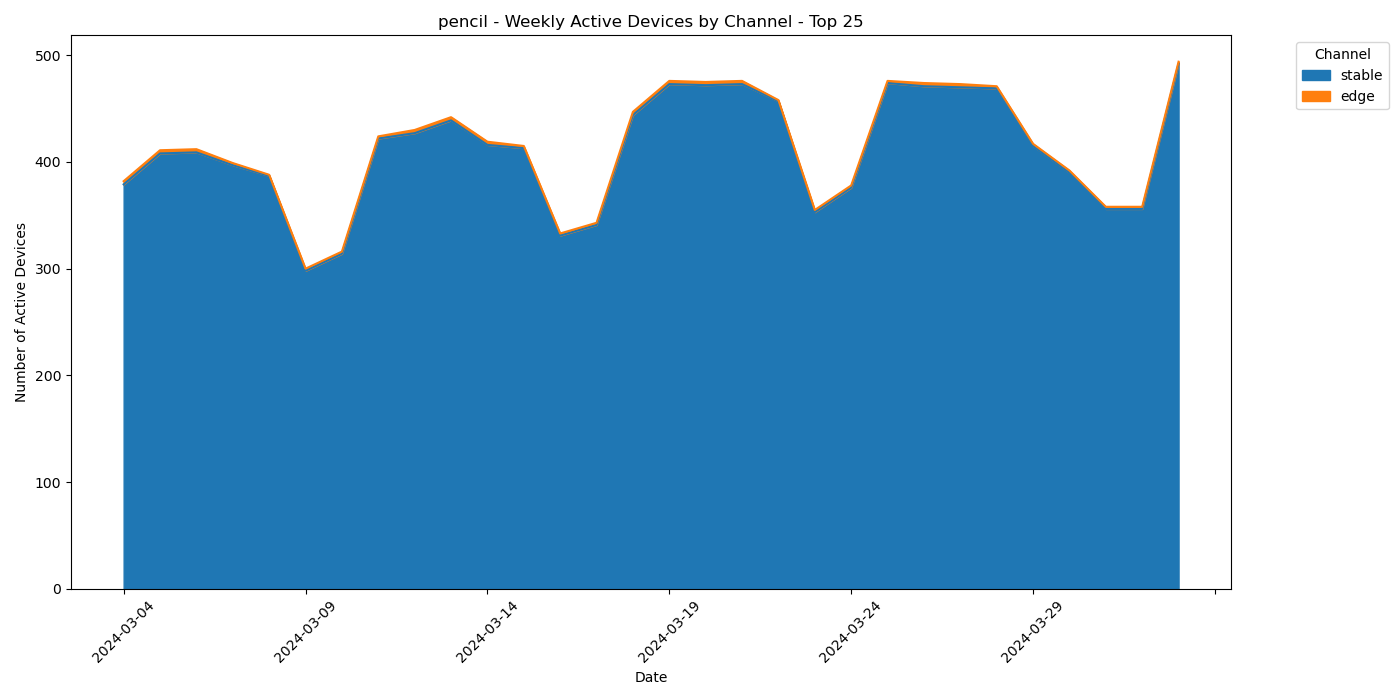 pencil - Weekly Active Devices by Channel - Top 25
Channel
stable
edge
Number of Active Devices
500
400
300
200
100
0
2024-03-04
2024-03-09
2024-03-14
2024-03-19
2024-03-24
2024-03-29
Date